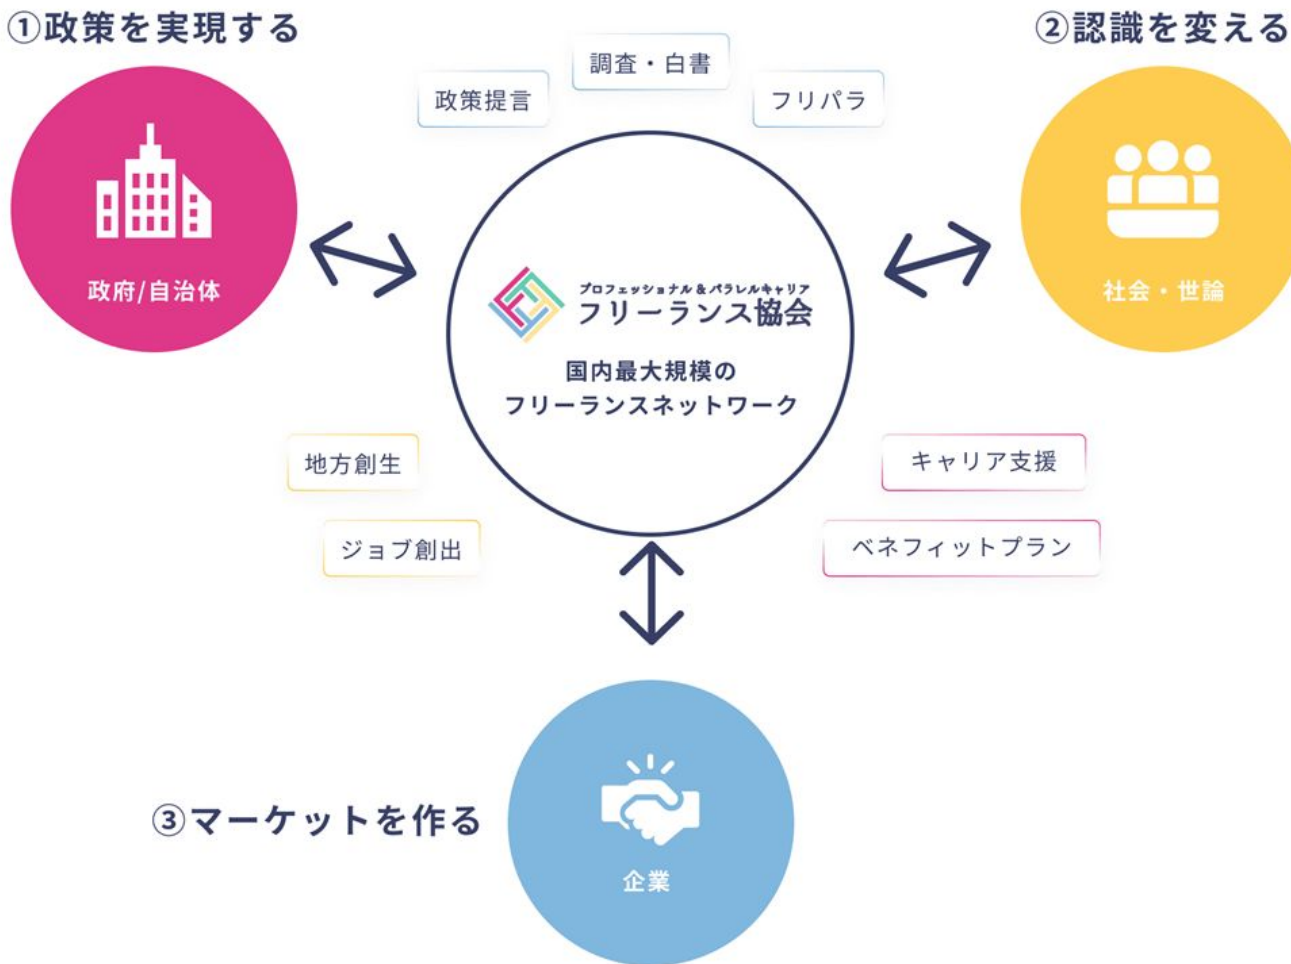 ①政策を実現する
②認識を変える
調査・白書
政策提言
フリパラ
政府/自治体
社会・世論
プロフェッショナル&パラレルキャリア
フリーランス協会
国内最大規模の
フリーランスネットワーク
地方創生
キャリア支援
ジョブ創出
ベネフィットプラン
③マーケットを作る
企業